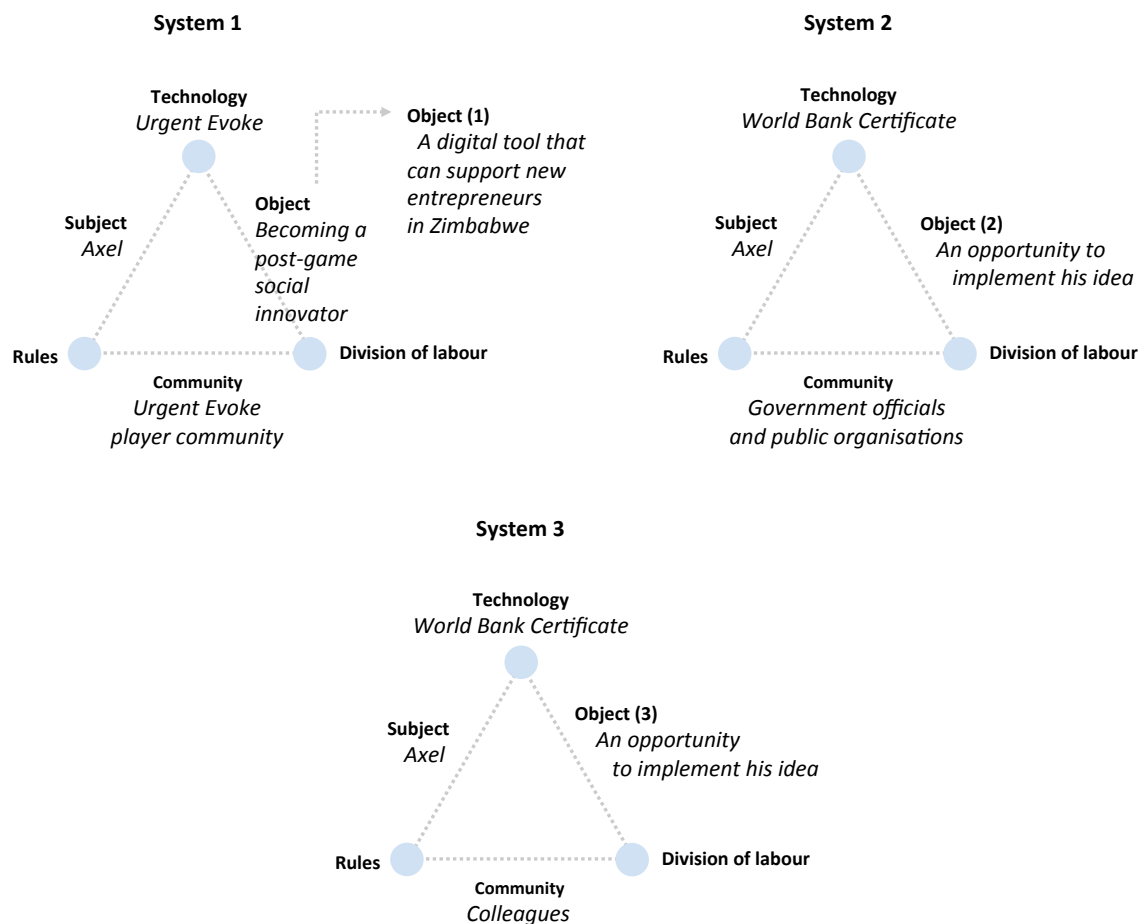 System 1
Technology
Urgent Evoke
Object (1)
A digital tool that
can support new
entrepreneurs
in Zimbabwe
Subject
Axel
Object
Becoming a
post-game
social
innovator
Rules
Division of labour
Community
Urgent Evoke
player community
System 2
Technology
World Bank Certificate
Subject
Axel
Object (2)
An opportunity to
implement his idea
Rules
Division of labour
Community
Government officials
and public organisations
System 3
Technology
World Bank Certificate
Subject
Axel
Object (3)
An opportunity
to implement his idea
Rules
Division of labour
Community
Colleagues